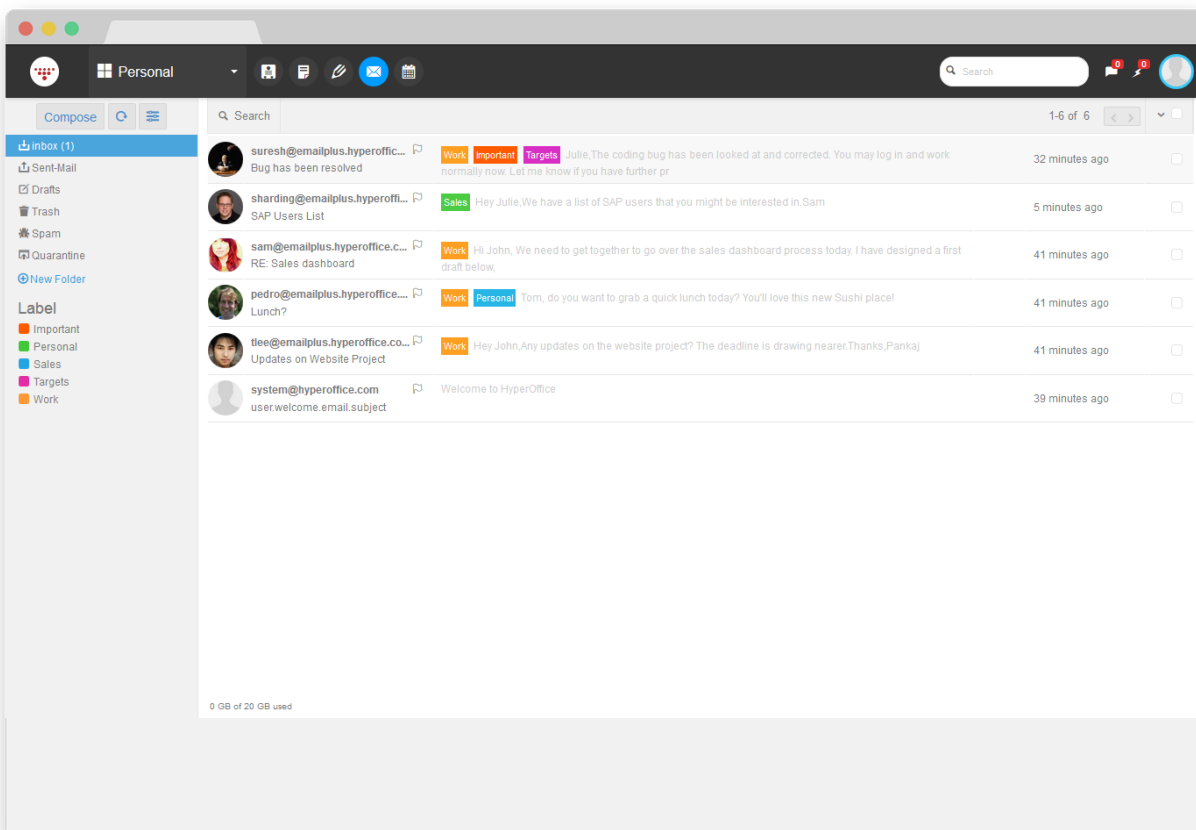 Personal
Search
0
0
Compose
Search
1-6 of 6
inbox (1)
Sent-Mail
Drafts
Trash
Spam
Quarantine
New Folder
Label
Important
Personal
Sales
Targets
Work
suresh@emailplus.hyperoffic...
Bug has been resolved
Work Important Targets Julie,The coding bug has been looked at and corrected. You may log in and work
normally now. Let me know if you have further pr
32 minutes ago
sharding@emailplus.hyperoffi...
SAP Users List
Sales Hey Julie,We have a list of SAP users that you might be interested in.Sam
5 minutes ago
sam@emailplus.hyperoffice.c...
RE: Sales dashboard
Work Hi John, We need to get together to go over the sales dashboard process today. I have designed a first
draft below,
41 minutes ago
pedro@emailplus.hyperoffice....
Lunch?
Work Personal Tom, do you want to grab a quick lunch today? You'll love this new Sushi place!
41 minutes ago
tlee@emailplus.hyperoffice.co...
Updates on Website Project
Work Hey John,Any updates on the website project? The deadline is drawing nearer.Thanks,Pankaj
41 minutes ago
system@hyperoffice.com
user.welcome.email.subject
Welcome to HyperOffice
39 minutes ago
0 GB of 20 GB used